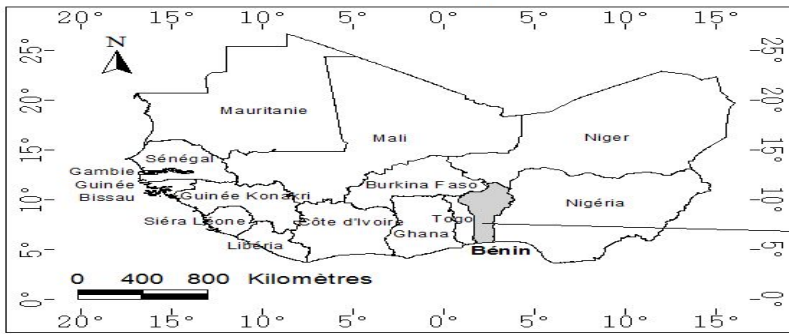 20° 15° 10° 5° 0° 5° 10° 15°
N
25° 25°
20° 20°
Mauritanie
Mali
Niger
15° 15°
Sénégal
Gambie
Guinée
Bissau
Guinée Konakri
Burkina Faso
10° 10°
Nigéria
Siéra Léone
Côte d'Ivoire
Togo
Ghana
Libéria
Bénin
5° 5°
0 400 800 Kilomètres
0° 0°
20° 15° 10° 5° 0° 5° 10° 15°